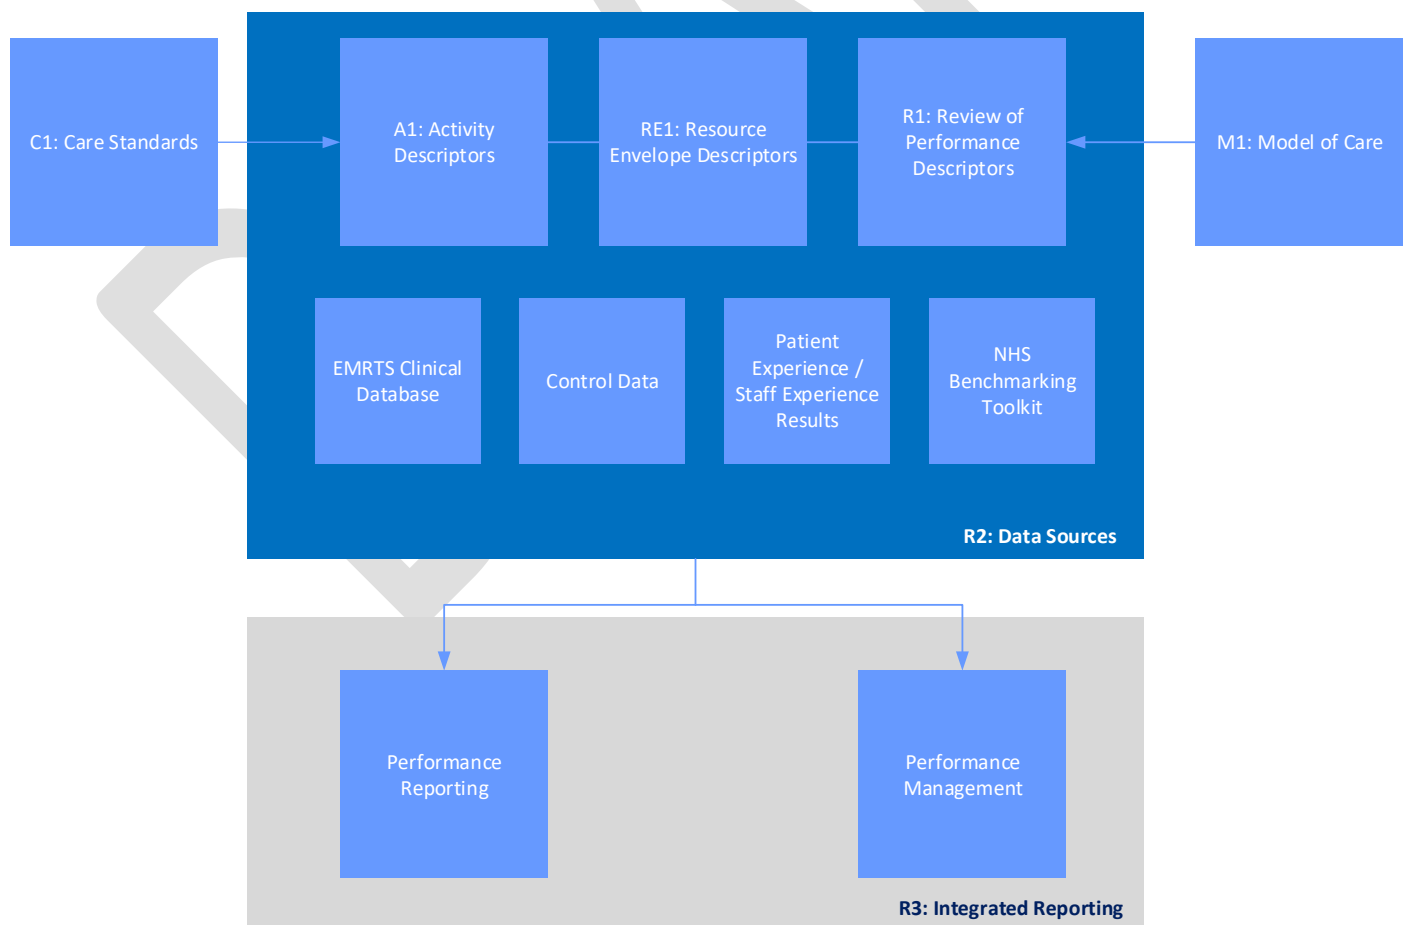 C1: Care Standards
A1: Activity
Descriptors
RE1: Resource
Envelope Descriptors
R1: Review of
Performance
Descriptors
M1: Model of Care
EMRTS Clinical
Database
Control Data
Patient
Experience /
Staff Experience
Results
NHS
Benchmarking
Toolkit
R2: Data Sources
Performance
Reporting
Performance
Management
R3: Integrated Reporting